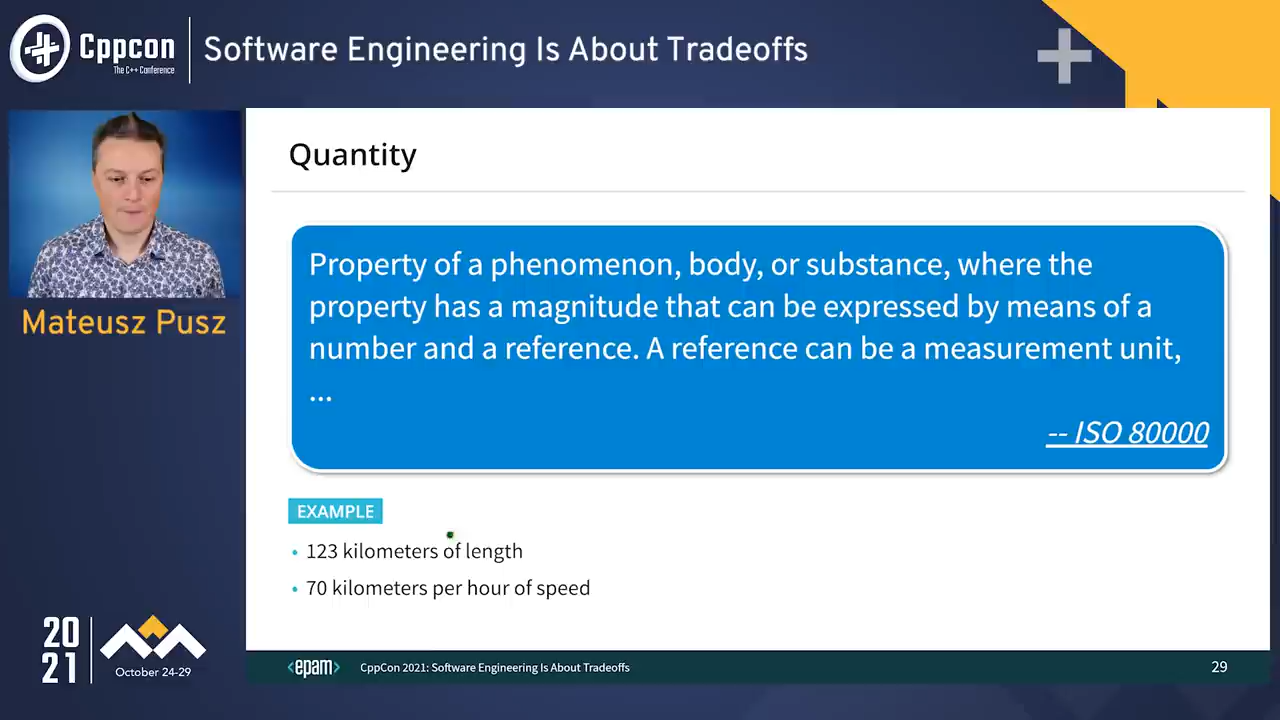 Cppcon
The C++ Conference
Software Engineering Is About Tradeoffs
Mateusz Pusz
Quantity
Property of a phenomenon, body, or substance, where the
property has a magnitude that can be expressed by means of a
number and a reference. A reference can be a measurement unit,
...
-- ISO 80000
EXAMPLE
• 123 kilometers of length
• 70 kilometers per hour of speed
20
21
October 24-29
<epam>
CppCon 2021: Software Engineering Is About Tradeoffs
29